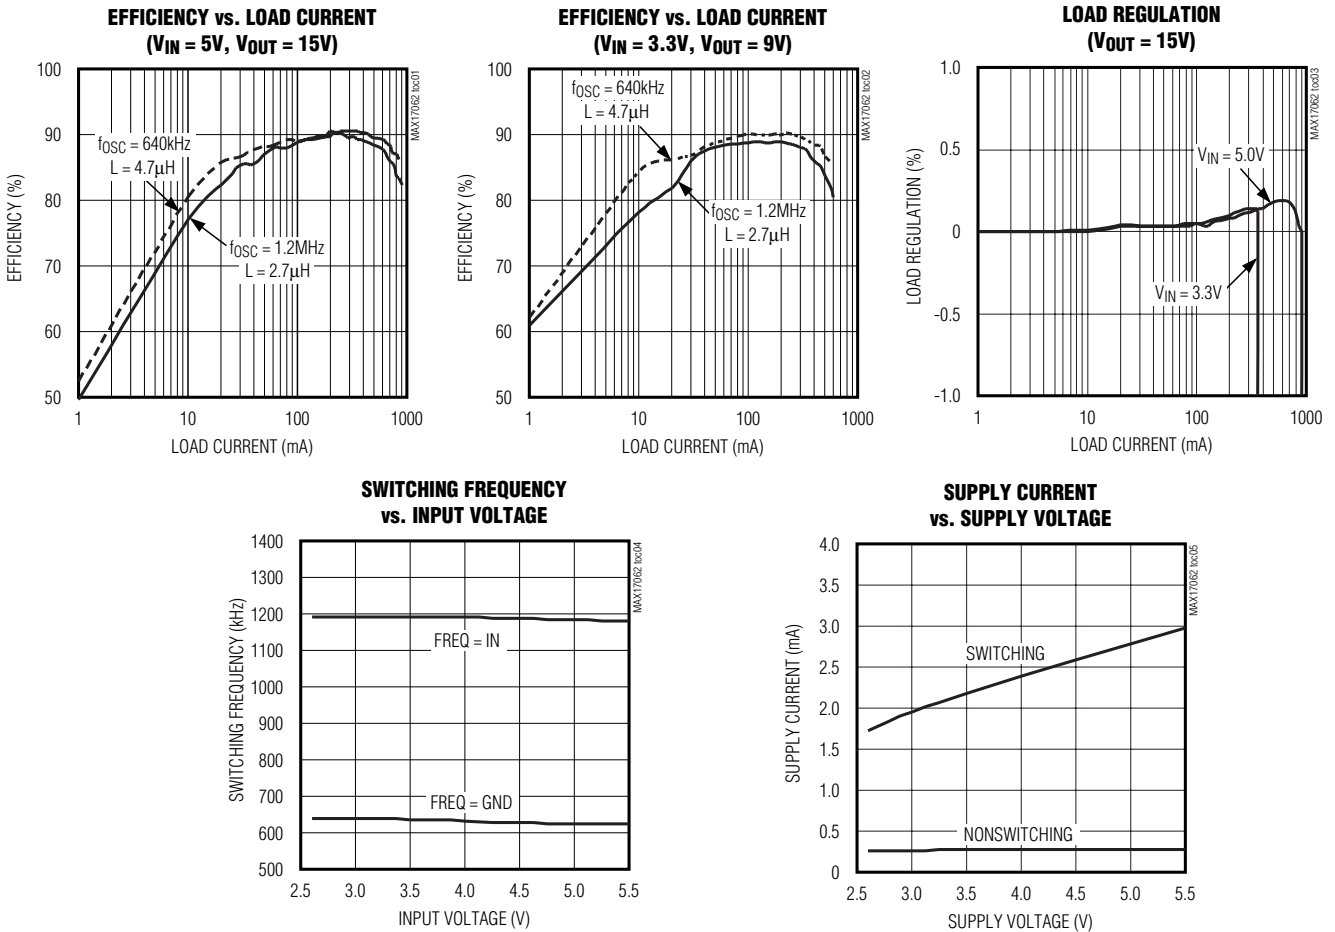 EFFICIENCY vs. LOAD CURRENT
(VIN = 5V, VOUT = 15V)
MAX17062 toc01
100
90
80
70
60
50
EFFICIENCY (%)
fOSC = 640kHz
L = 4.7μH
fOSC = 1.2MHz
L = 2.7μH
1
10
100
1000
LOAD CURRENT (mA)
EFFICIENCY vs. LOAD CURRENT
(VIN = 3.3V, VOUT = 9V)
MAX17062 toc02
100
90
80
70
60
50
EFFICIENCY (%)
fOSC = 640kHz
L = 4.7μH
fOSC = 1.2MHz
L = 2.7μH
1
10
100
1000
LOAD CURRENT (mA)
LOAD REGULATION
(VOUT = 15V)
MAX17062 toc03
1.0
0.5
0
-0.5
-1.0
LOAD REGULATION (%)
VIN = 5.0V
VIN = 3.3V
1
10
100
1000
LOAD CURRENT (mA)
SWITCHING FREQUENCY
vs. INPUT VOLTAGE
MAX17062 toc04
1400
1300
1200
1100
1000
900
800
700
600
500
SWITCHING FREQUENCY (kHz)
FREQ = IN
FREQ = GND
2.5
3.0
3.5
4.0
4.5
5.0
5.5
INPUT VOLTAGE (V)
SUPPLY CURRENT
vs. SUPPLY VOLTAGE
MAX17062 toc05
4.0
3.5
3.0
2.5
2.0
1.5
1.0
0.5
0
SUPPLY CURRENT (mA)
SWITCHING
NONSWITCHING
2.5
3.0
3.5
4.0
4.5
5.0
5.5
SUPPLY VOLTAGE (V)